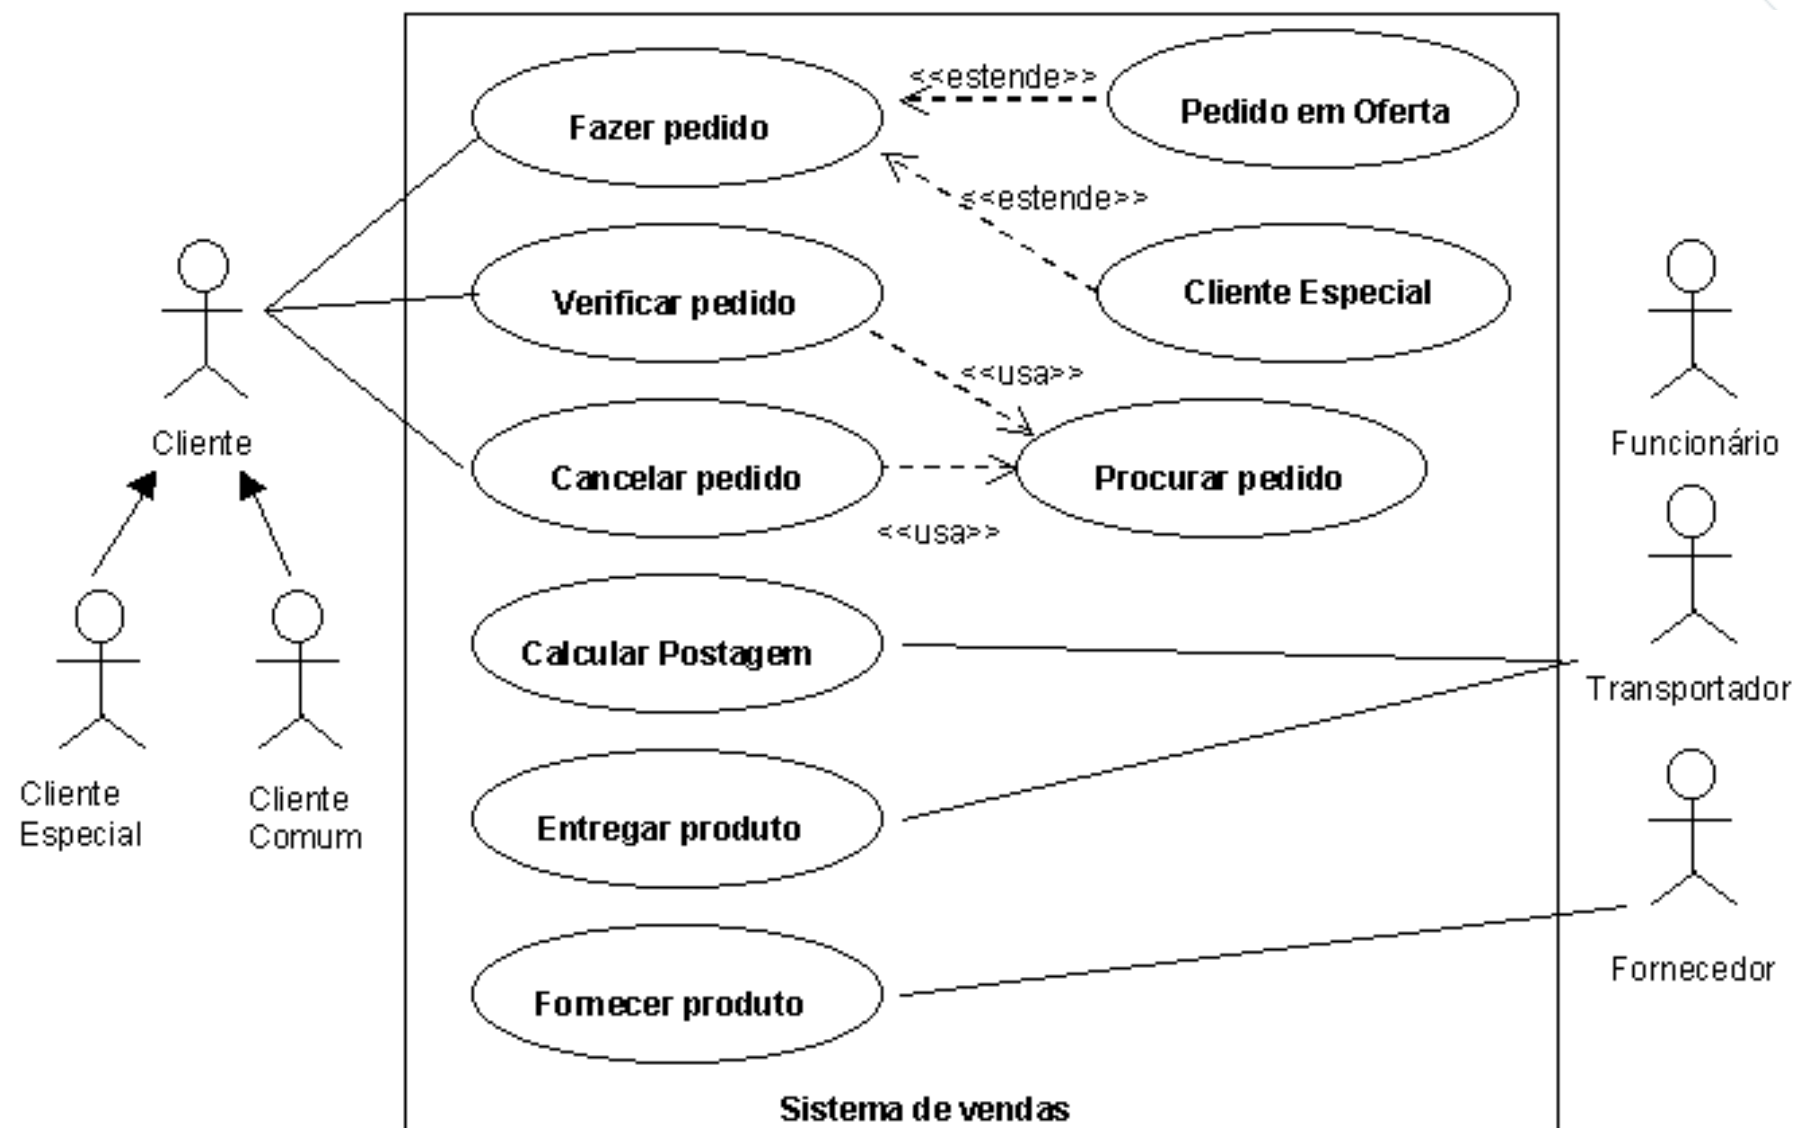 <<estende>>
Fazer pedido
Pedido em Oferta
<<estende>>
Verificar pedido
Cliente Especial
<<usa>>
Cliente
Funcionário
Cancelar pedido
Procurar pedido
<<usa>>
Calcular Postagem
Transportador
Cliente
Especial
Cliente
Comum
Entregar produto
Fornecedor
Fornecer produto
Sistema de vendas